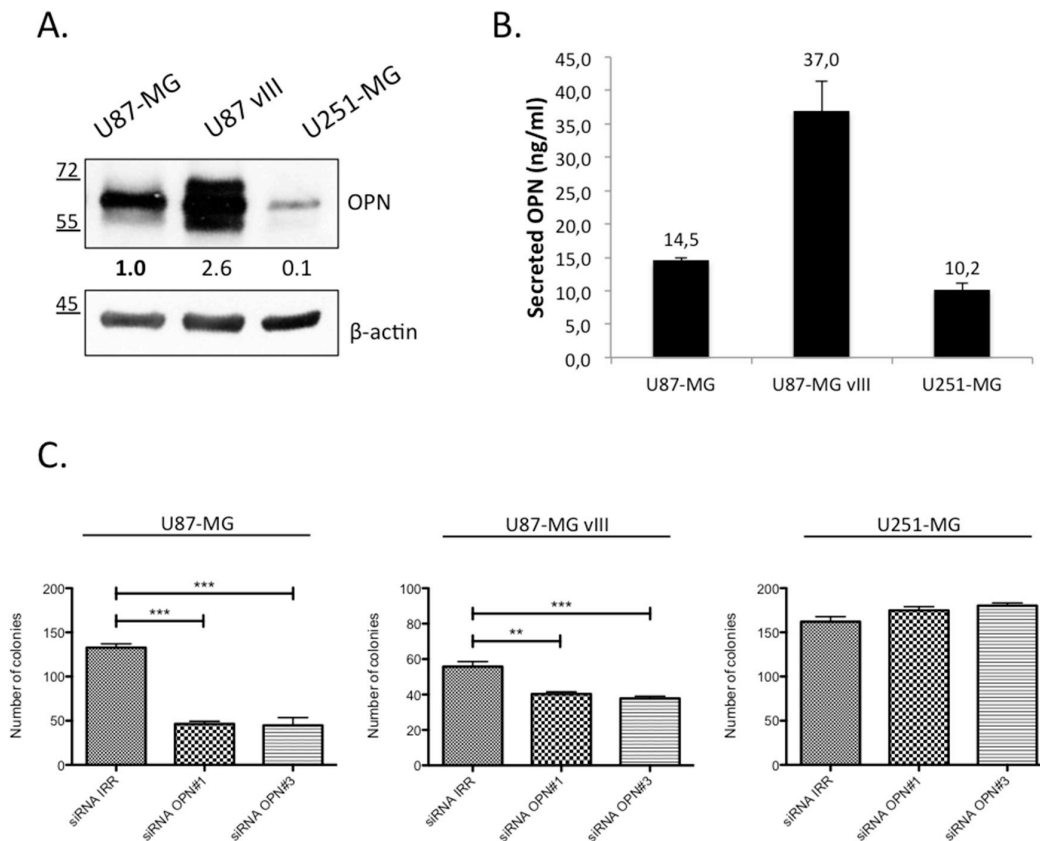 A.
U87-MG
U87 vIII
U251-MG
72
OPN
55
1.0 2.6 0.1
45
β-actin
B.
Secreted OPN (ng/ml)
45,0
40,0
35,0
30,0
25,0
20,0
15,0
10,0
5,0
0,0
14,5
37,0
10,2
U87-MG U87-MG vIII U251-MG
C.
U87-MG
Number of colonies
200
150
100
50
0
***
***
siRNA IRR
siRNA OPN#1
siRNA OPN#3
U87-MG vIII
Number of colonies
80
60
40
20
0
***
**
siRNA IRR
siRNA OPN#1
siRNA OPN#3
U251-MG
Number of colonies
200
150
100
50
0
siRNA IRR
siRNA OPN#1
siRNA OPN#3